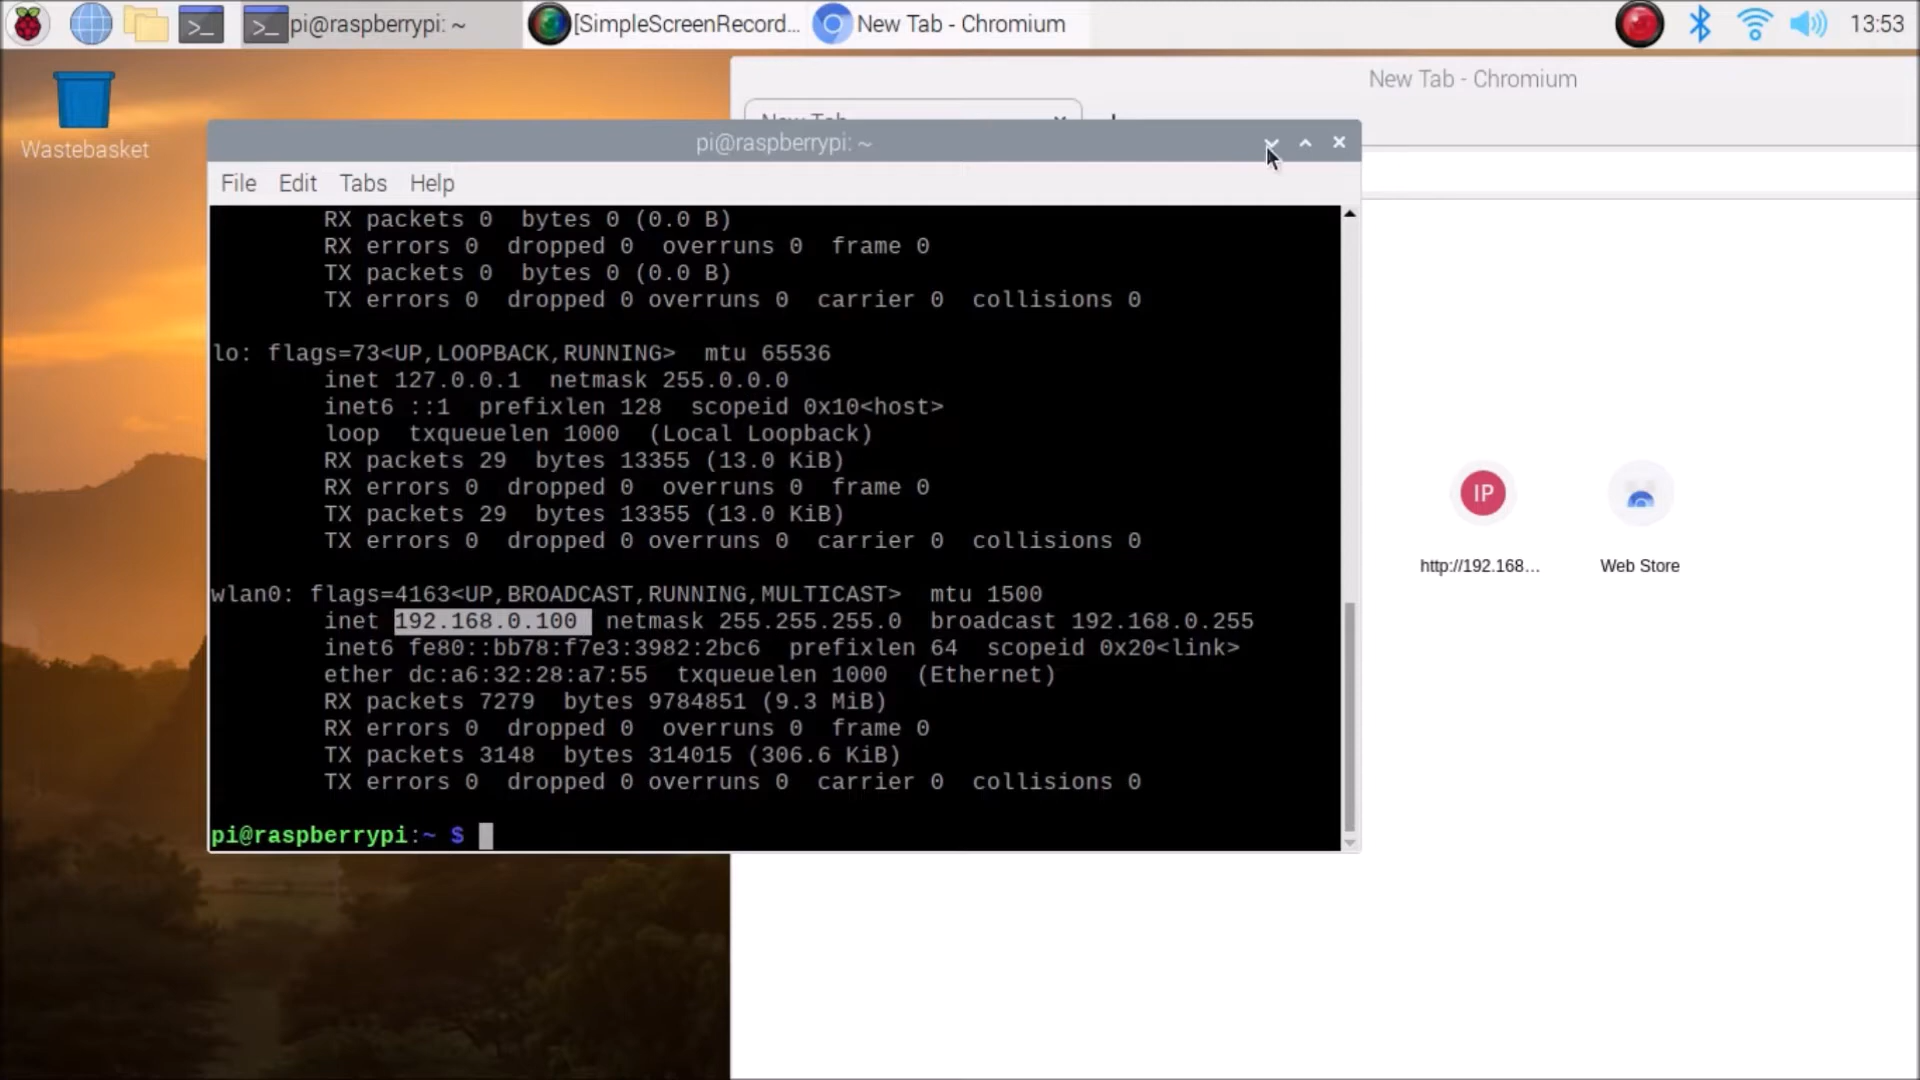 pi@raspberrypi: ~
[SimpleScreenRecord...
New Tab - Chromium
13:53
Wastebasket
New Tab - Chromium
New Tab
pi@raspberrypi: ~
File Edit Tabs Help
RX packets 0  bytes 0 (0.0 B)
RX errors 0  dropped 0  overruns 0  frame 0
TX packets 0  bytes 0 (0.0 B)
TX errors 0  dropped 0 overruns 0  carrier 0  collisions 0
lo: flags=73<UP,LOOPBACK,RUNNING>  mtu 65536
inet 127.0.0.1  netmask 255.0.0.0
inet6 ::1  prefixlen 128  scopeid 0x10<host>
loop  txqueuelen 1000  (Local Loopback)
RX packets 29  bytes 13355 (13.0 KiB)
RX errors 0  dropped 0  overruns 0  frame 0
TX packets 29  bytes 13355 (13.0 KiB)
TX errors 0  dropped 0 overruns 0  carrier 0  collisions 0
wlan0: flags=4163<UP,BROADCAST,RUNNING,MULTICAST>  mtu 1500
inet 192.168.0.100  netmask 255.255.255.0  broadcast 192.168.0.255
inet6 fe80::bb78:f7e3:3982:2bc6  prefixlen 64  scopeid 0x20<link>
ether dc:a6:32:28:a7:55  txqueuelen 1000  (Ethernet)
RX packets 7279  bytes 9784851 (9.3 MiB)
RX errors 0  dropped 0  overruns 0  frame 0
TX packets 3148  bytes 314015 (306.6 KiB)
TX errors 0  dropped 0 overruns 0  carrier 0  collisions 0
pi@raspberrypi:~ $
IP
http://192.168...
Web Store